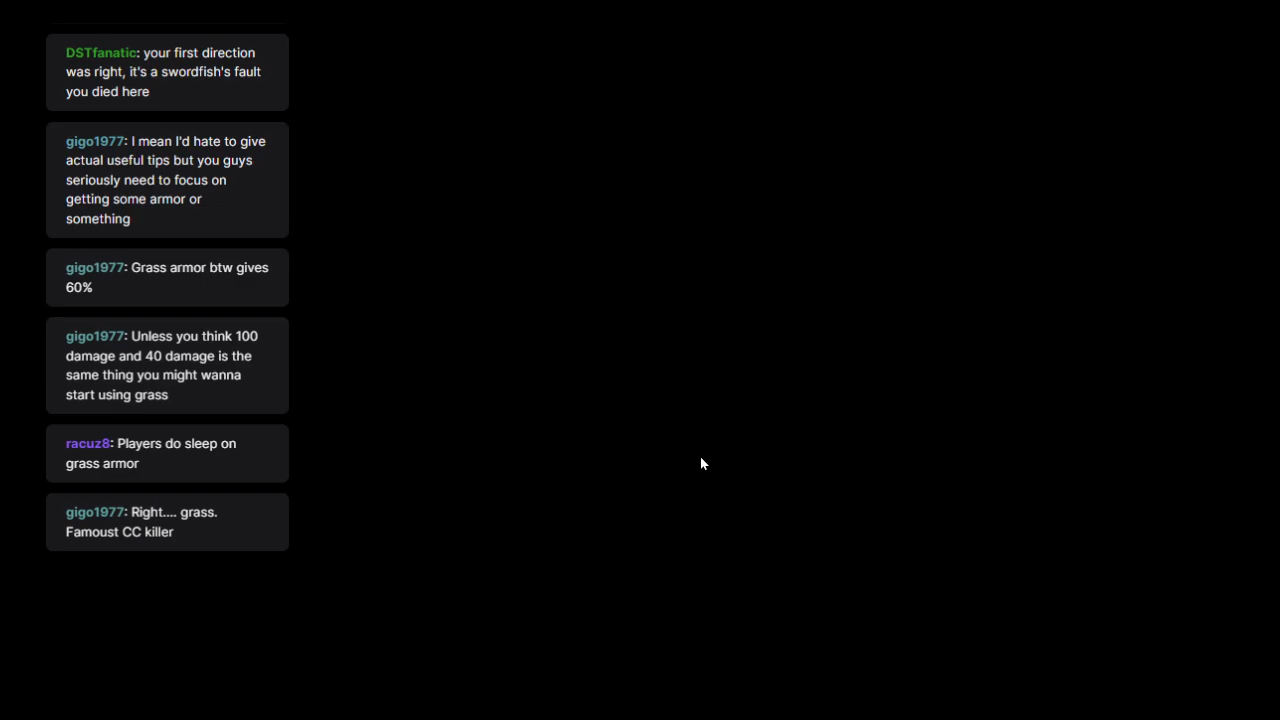 DSTfanatic: your first direction
was right, it's a swordfish's fault
you died here
gigo1977: I mean I'd hate to give
actual useful tips but you guys
seriously need to focus on
getting some armor or
something
gigo1977: Grass armor btw gives
60%
gigo1977: Unless you think 100
damage and 40 damage is the
same thing you might wanna
start using grass
racuz8: Players do sleep on
grass armor
gigo1977: Right.... grass.
Famoust CC killer